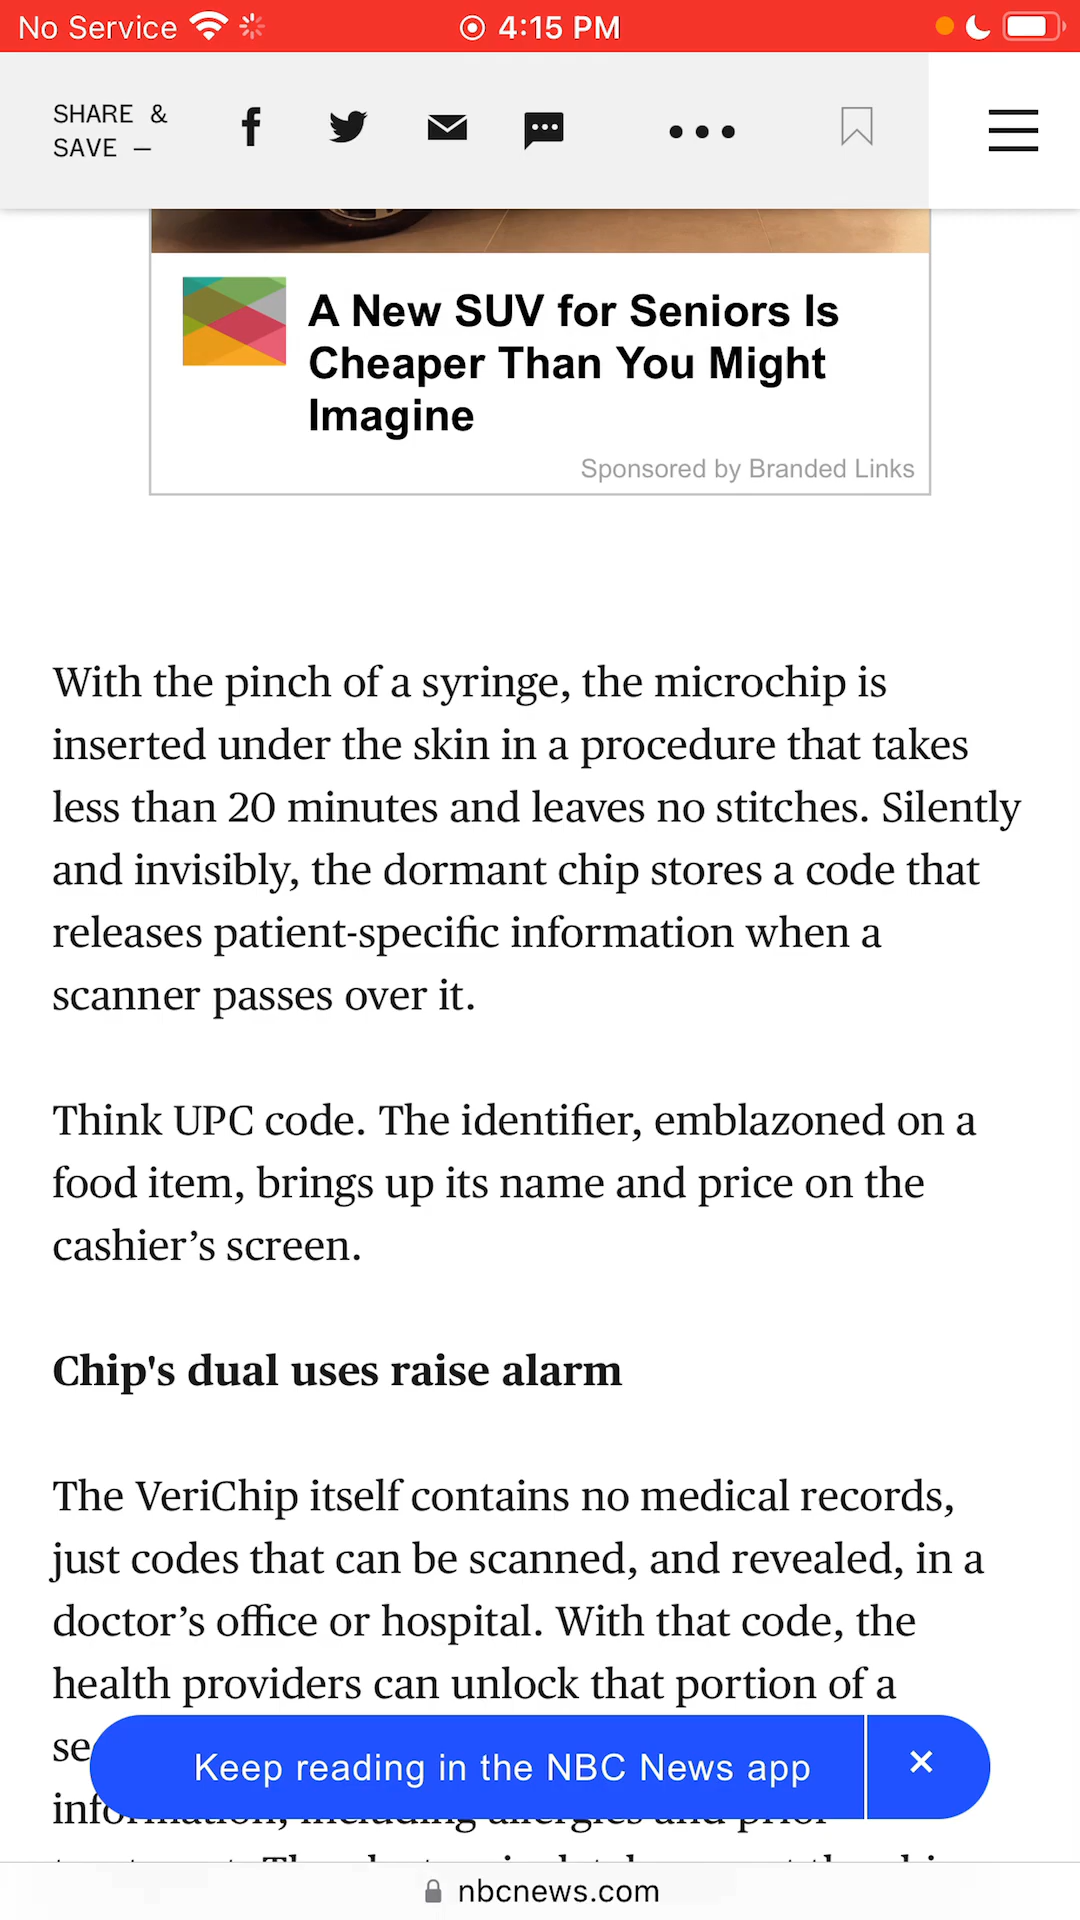 No Service
4:15 PM
SHARE &
SAVE —
A New SUV for Seniors Is
Cheaper Than You Might
Imagine
Sponsored by Branded Links
With the pinch of a syringe, the microchip is
inserted under the skin in a procedure that takes
less than 20 minutes and leaves no stitches. Silently
and invisibly, the dormant chip stores a code that
releases patient-specific information when a
scanner passes over it.
Think UPC code. The identifier, emblazoned on a
food item, brings up its name and price on the
cashier’s screen.
Chip's dual uses raise alarm
The VeriChip itself contains no medical records,
just codes that can be scanned, and revealed, in a
doctor’s office or hospital. With that code, the
health providers can unlock that portion of a
Keep reading in the NBC News app
information, including allergies and prior
nbcnews.com